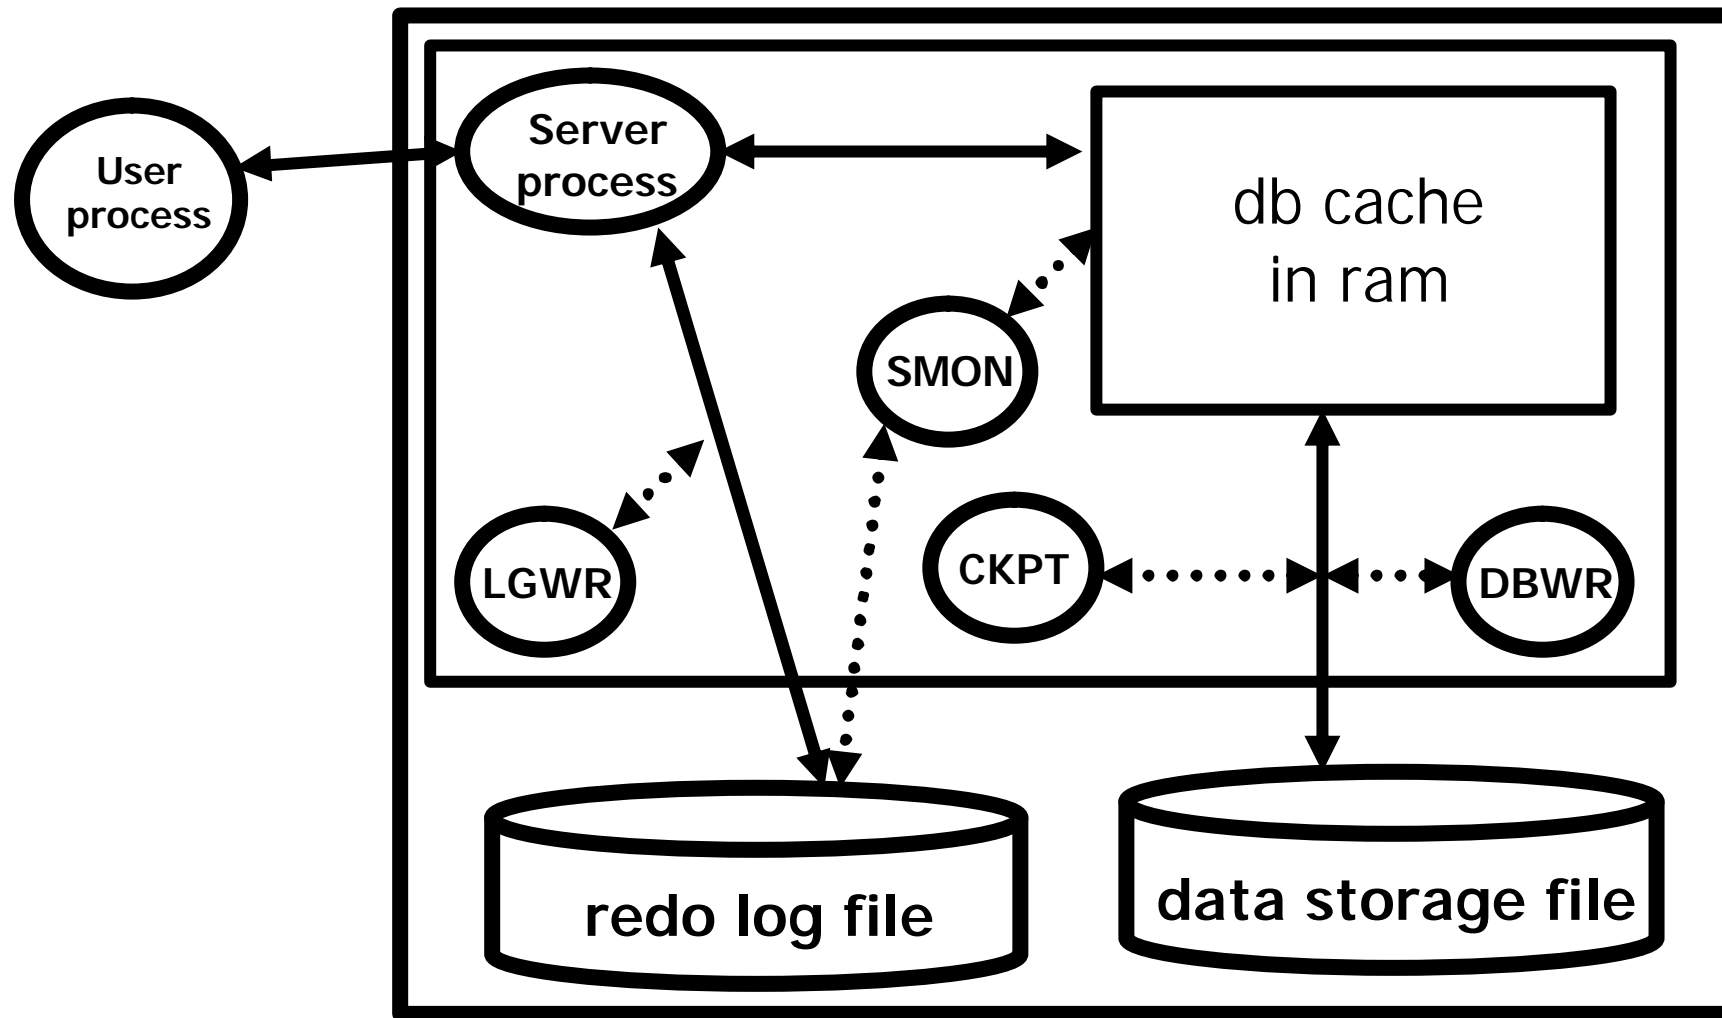 Server
process
User
process
db cache
in ram
SMON
CKPT
LGWR
DBWR
redo log file
data storage file